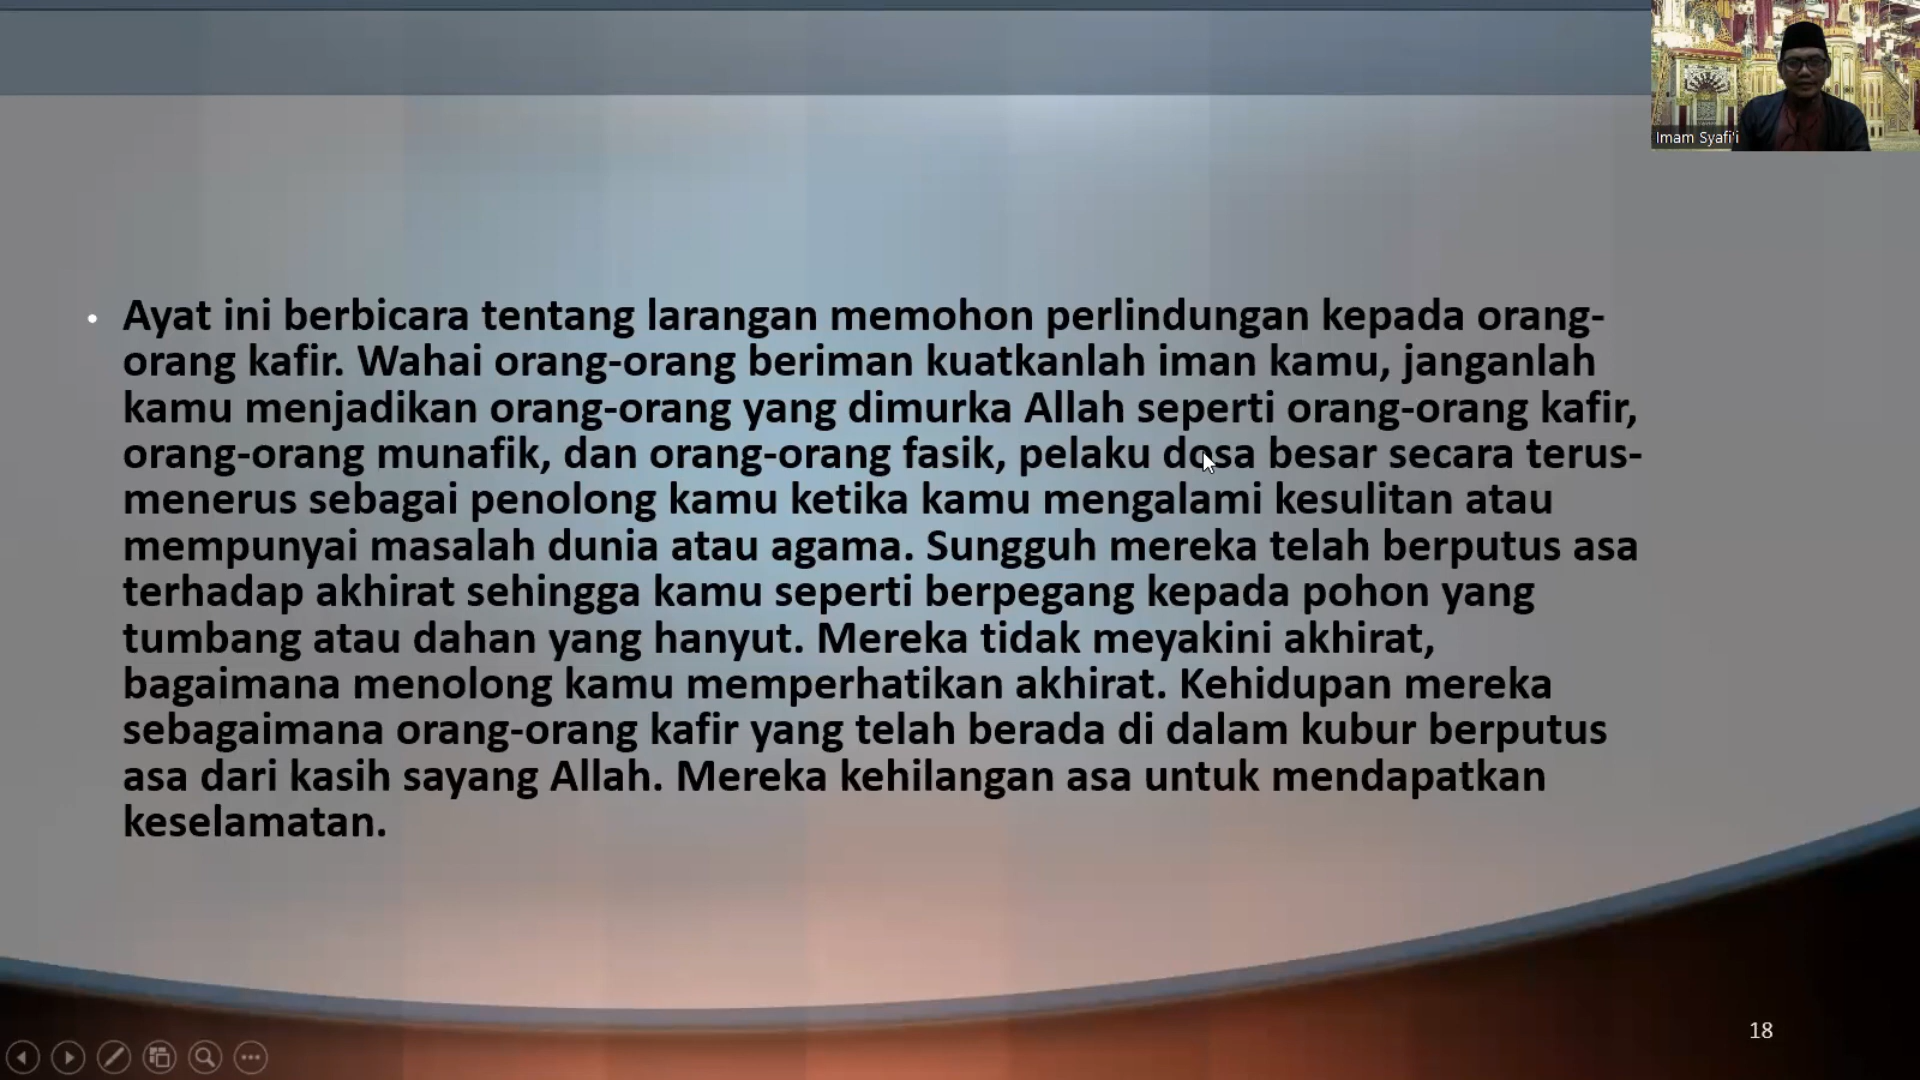 Imam Syafi'i
• Ayat ini berbicara tentang larangan memohon perlindungan kepada orang-
orang kafir. Wahai orang-orang beriman kuatkanlah iman kamu, janganlah
kamu menjadikan orang-orang yang dimurka Allah seperti orang-orang kafir,
orang-orang munafik, dan orang-orang fasik, pelaku dosa besar secara terus-
menerus sebagai penolong kamu ketika kamu mengalami kesulitan atau
mempunyai masalah dunia atau agama. Sungguh mereka telah berputus asa
terhadap akhirat sehingga kamu seperti berpegang kepada pohon yang
tumbang atau dahan yang hanyut. Mereka tidak meyakini akhirat,
bagaimana menolong kamu memperhatikan akhirat. Kehidupan mereka
sebagaimana orang-orang kafir yang telah berada di dalam kubur berputus
asa dari kasih sayang Allah. Mereka kehilangan asa untuk mendapatkan
keselamatan.
18